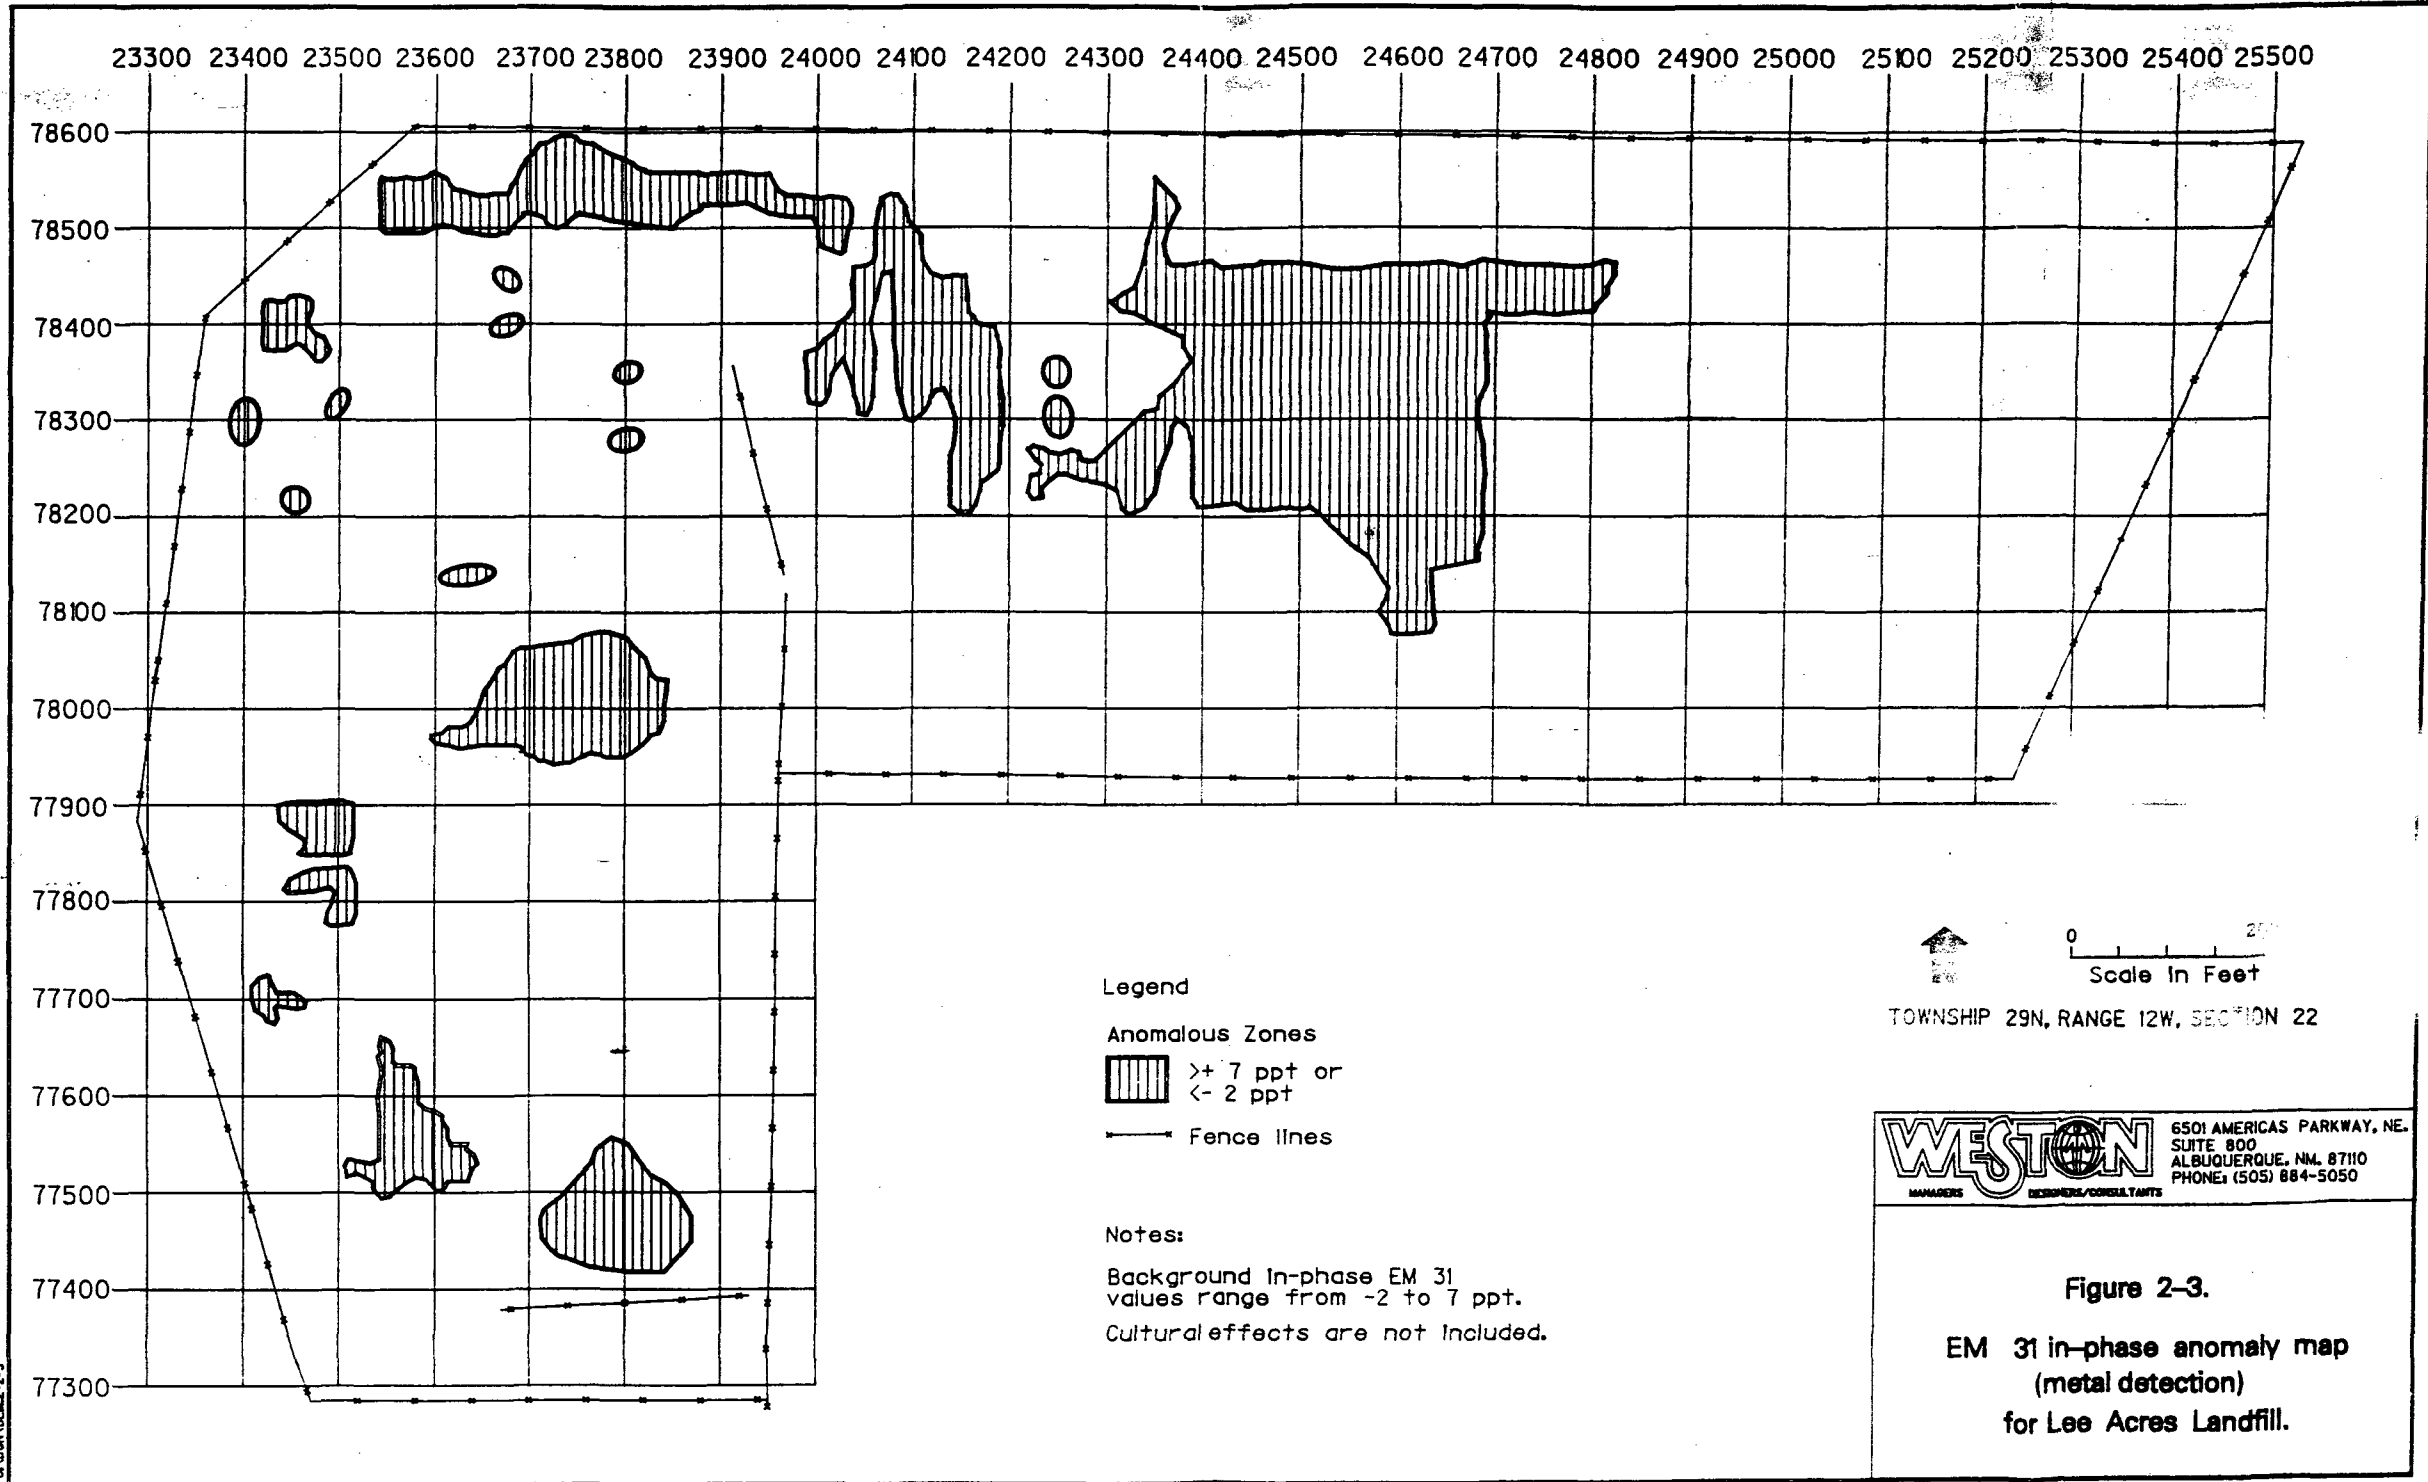 23300 23400 23500 23600 23700 23800 23900 24000 24100 24200 24300 24400 24500 24600 24700 24800 24900 25000 25100 25200 25300 25400 25500
78600
78500
78400
78300
78200
78100
78000
77900
77800
77700
77600
77500
77400
77300
Legend
Anomalous Zones
>+ 7 ppt or
<- 2 ppt
Fence lines
Notes:
Background in-phase EM 31
values range from -2 to 7 ppt.
Cultural effects are not included.
0
Scale in Feet
TOWNSHIP 29N, RANGE 12W, SECTION 22
WESTON
MANAGERS DESIGNERS/CONSULTANTS
6501 AMERICAS PARKWAY, NE.
SUITE 800
ALBUQUERQUE, NM. 87110
PHONE: (505) 884-5050
Figure 2-3.
EM 31 in-phase anomaly map
(metal detection)
for Lee Acres Landfill.